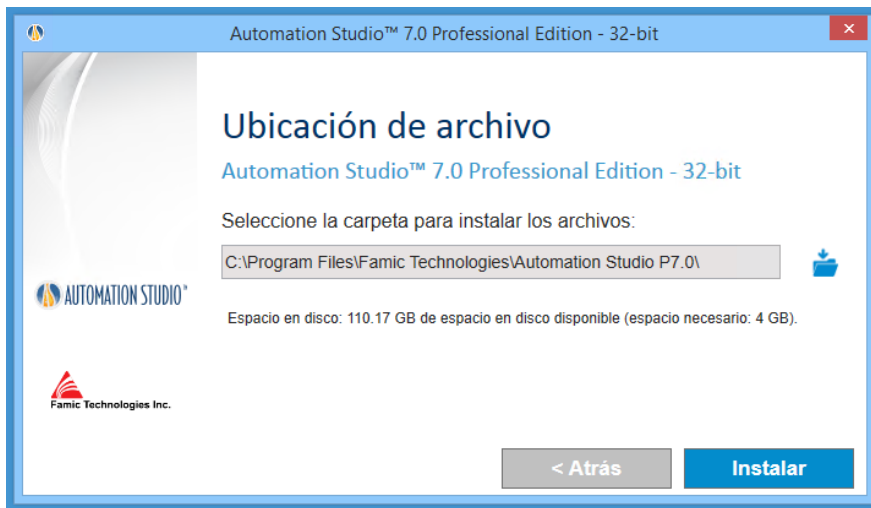 Automation Studio™ 7.0 Professional Edition - 32-bit
Ubicación de archivo
Automation Studio™ 7.0 Professional Edition - 32-bit
Seleccione la carpeta para instalar los archivos:
C:\Program Files\Famic Technologies\Automation Studio P7.0\
AUTOMATION STUDIO™
Espacio en disco: 110.17 GB de espacio en disco disponible (espacio necesario: 4 GB).
Famic Technologies Inc.
< Atrás
Instalar